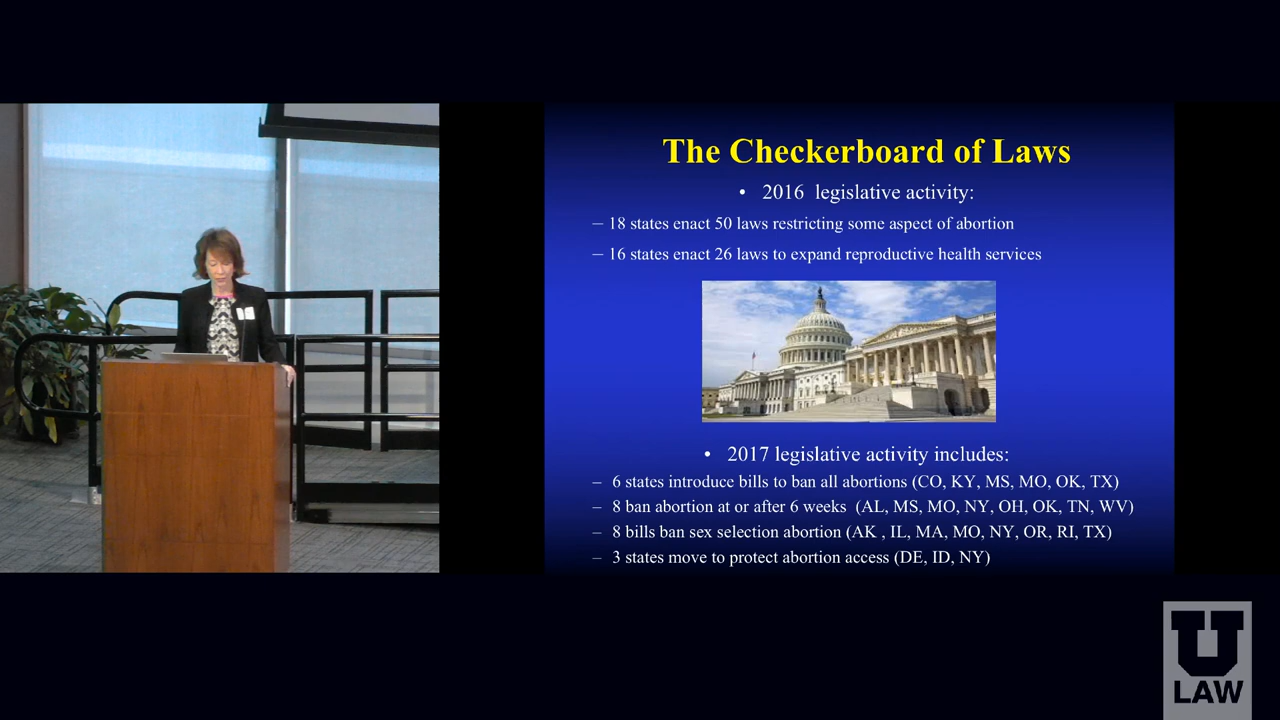 The Checkerboard of Laws
• 2016 legislative activity:
– 18 states enact 50 laws restricting some aspect of abortion
– 16 states enact 26 laws to expand reproductive health services
• 2017 legislative activity includes:
– 6 states introduce bills to ban all abortions (CO, KY, MS, MO, OK, TX)
– 8 ban abortion at or after 6 weeks (AL, MS, MO, NY, OH, OK, TN, WV)
– 8 bills ban sex selection abortion (AK , IL, MA, MO, NY, OR, RI, TX)
– 3 states move to protect abortion access (DE, ID, NY)
U
LAW